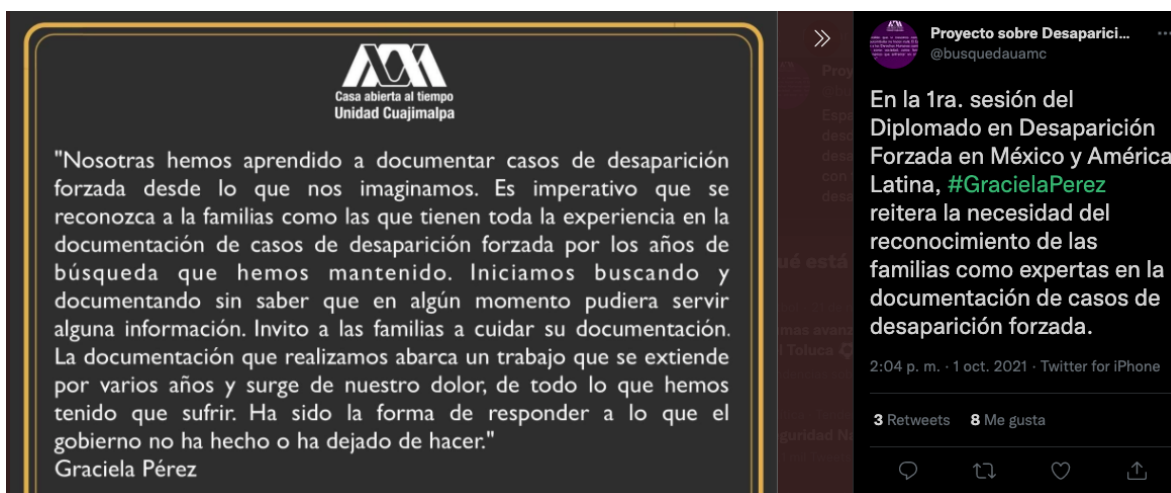 Casa abierta al tiempo
Unidad Cuajimalpa
"Nosotras hemos aprendido a documentar casos de desaparición
forzada desde lo que nos imaginamos. Es imperativo que se
reconozca a la familias como las que tienen toda la experiencia en la
documentación de casos de desaparición forzada por los años de
búsqueda que hemos mantenido. Iniciamos buscando y
documentando sin saber que en algún momento pudiera servir
alguna información. Invito a las familias a cuidar su documentación.
La documentación que realizamos abarca un trabajo que se extiende
por varios años y surge de nuestro dolor, de todo lo que hemos
tenido que sufrir. Ha sido la forma de responder a lo que el
gobierno no ha hecho o ha dejado de hacer."
Graciela Pérez
Proyecto sobre Desaparici... ...
@busquedauamc
En la 1ra. sesión del
Diplomado en Desaparición
Forzada en México y América
Latina, #GracielaPerez
reitera la necesidad del
reconocimiento de las
familias como expertas en la
documentación de casos de
desaparición forzada.
2:04 p. m. · 1 oct. 2021 · Twitter for iPhone
3 Retweets 8 Me gusta